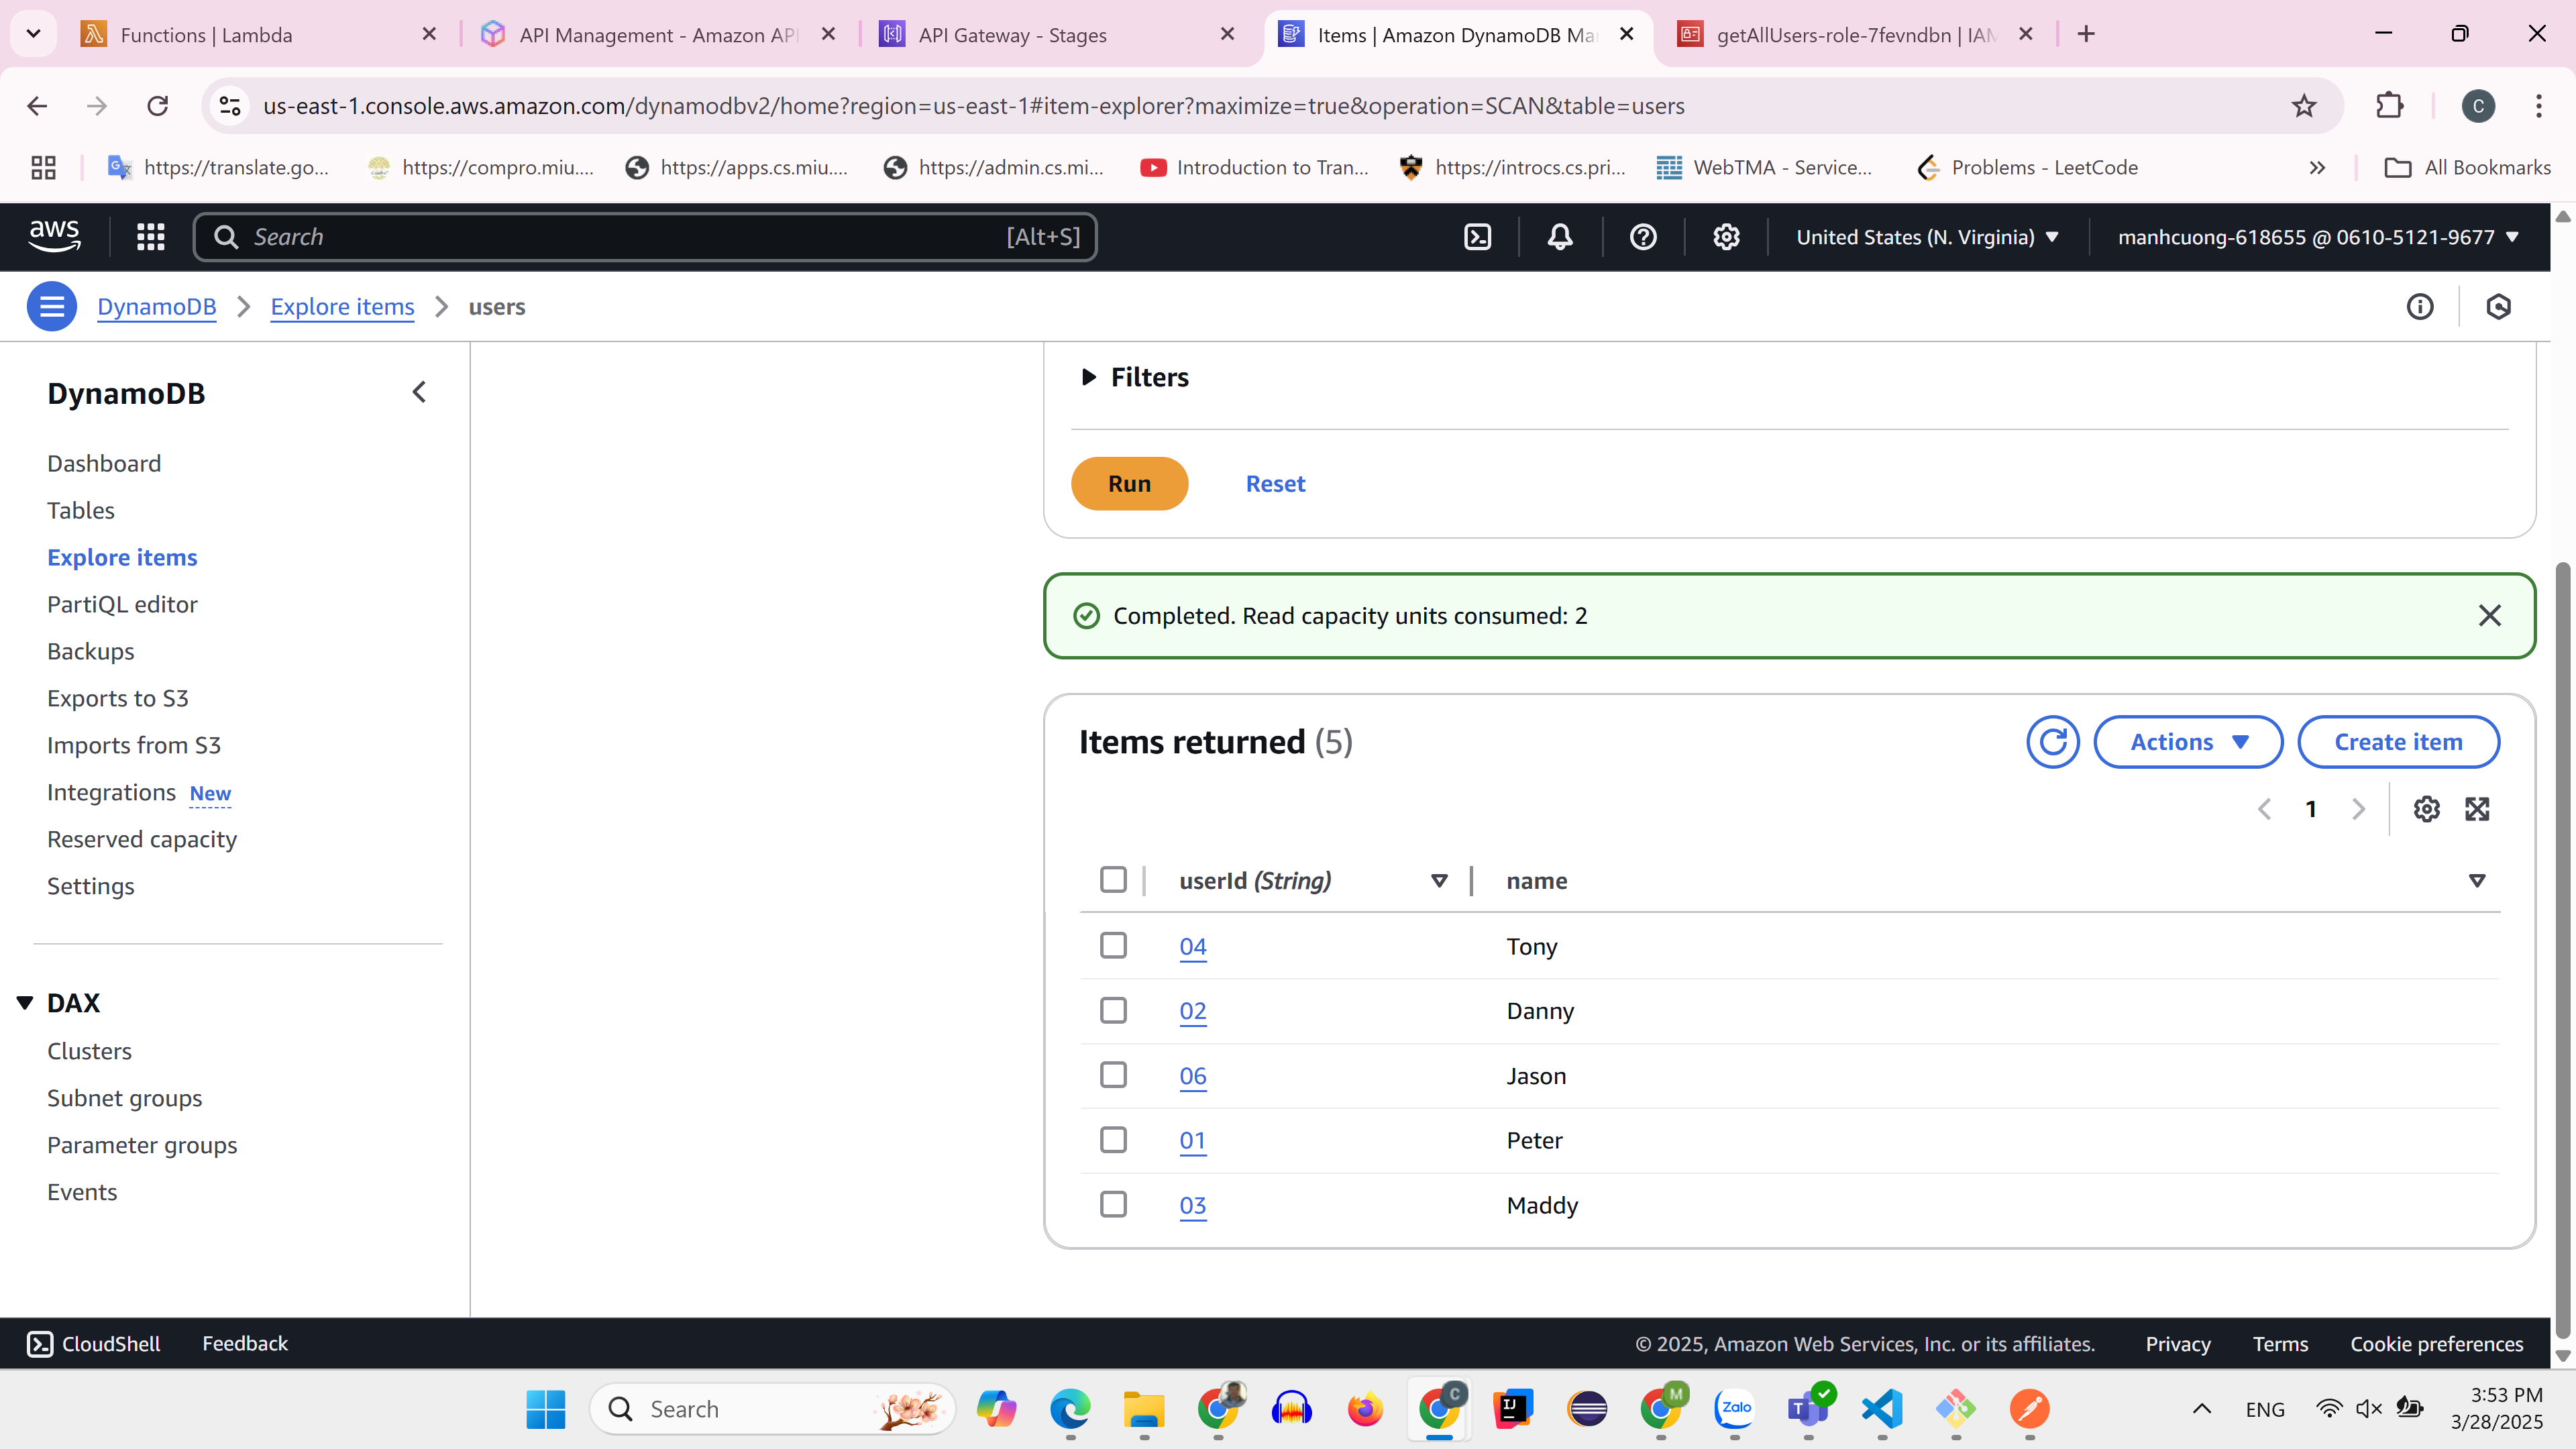 Functions | Lambda
API Management - Amazon API
API Gateway - Stages
Items | Amazon DynamoDB Ma
getAllUsers-role-7fevndbn | IAM
us-east-1.console.aws.amazon.com/dynamodbv2/home?region=us-east-1#item-explorer?maximize=true&operation=SCAN&table=users
C
https://translate.go...
https://compro.miu....
https://apps.cs.miu....
https://admin.cs.mi...
Introduction to Tran...
https://introcs.cs.pri...
WebTMA - Service...
Problems - LeetCode
All Bookmarks
aws
Search
[Alt+S]
United States (N. Virginia)
manhcuong-618655 @ 0610-5121-9677
DynamoDB
Explore items
users
DynamoDB
Dashboard
Tables
Explore items
PartiQL editor
Backups
Exports to S3
Imports from S3
Integrations New
Reserved capacity
Settings
DAX
Clusters
Subnet groups
Parameter groups
Events
Filters
Run
Reset
Completed. Read capacity units consumed: 2
Items returned (5)
Actions
Create item
1
userId (String)
name
04
Tony
02
Danny
06
Jason
01
Peter
03
Maddy
CloudShell
Feedback
© 2025, Amazon Web Services, Inc. or its affiliates.
Privacy
Terms
Cookie preferences
Search
C
IJ
M
Zalo
T
ENG
3:53 PM
3/28/2025